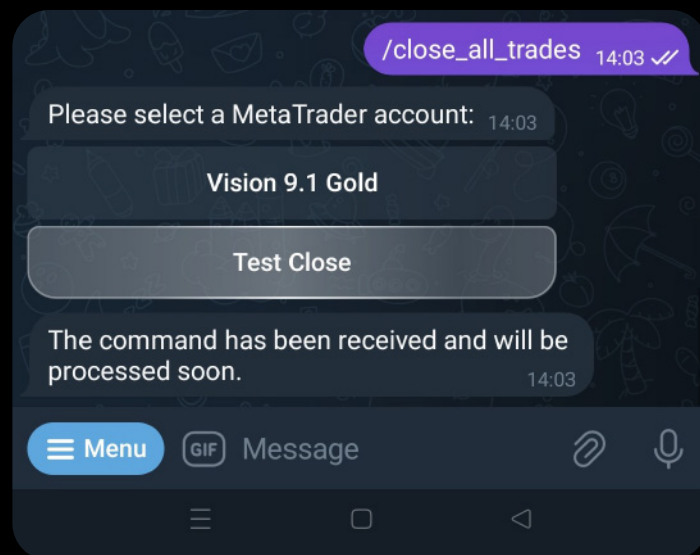 /close_all_trades 14:03
Please select a MetaTrader account: 14:03
Vision 9.1 Gold
Test Close
The command has been received and will be
processed soon. 14:03
Menu GIF Message